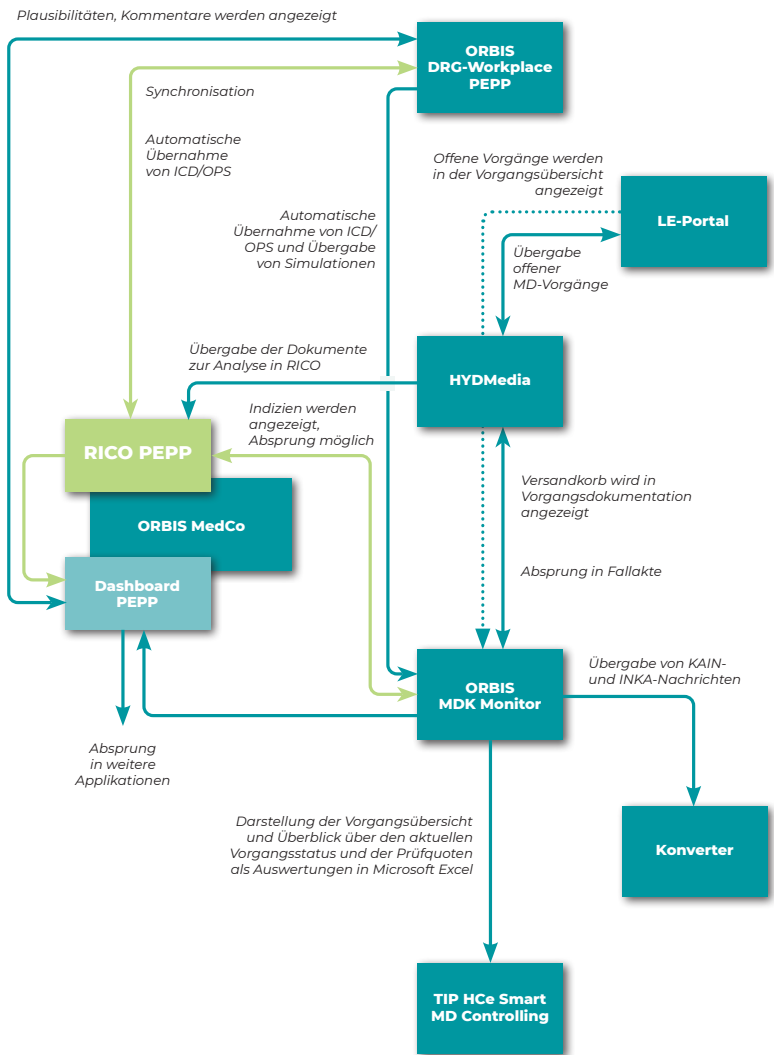 Plausibilitäten, Kommentare werden angezeigt
ORBIS
DRG-Workplace
PEPP
Synchronisation
Automatische
Übernahme
von ICD/OPS
Offene Vorgänge werden
in der Vorgangsübersicht
angezeigt
LE-Portal
Automatische
Übernahme von ICD/
OPS und Übergabe
von Simulationen
Übergabe
offener
MD-Vorgänge
Übergabe der Dokumente
zur Analyse in RICO
HYDMedia
Indizien werden
angezeigt,
Absprung möglich
RICO PEPP
Versandkorb wird in
Vorgangsdokumentation
angezeigt
ORBIS MedCo
Absprung in Fallakte
Dashboard
PEPP
Übergabe von KAIN-
und INKA-Nachrichten
ORBIS
MDK Monitor
Absprung
in weitere
Applikationen
Darstellung der Vorgangsübersicht
und Überblick über den aktuellen
Vorgangsstatus und der Prüfquoten
als Auswertungen in Microsoft Excel
Konverter
TIP HCe Smart
MD Controlling